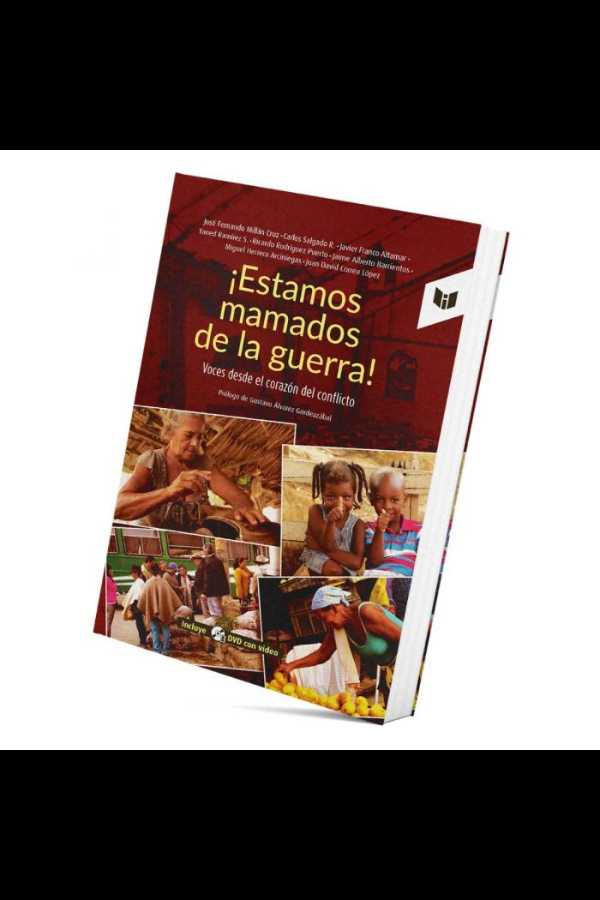 José Fernando Millán Cruz • Carlos Salgado R. • Javier Franco Altamar •
Yamed Ramírez S. • Ricardo Rodríguez Puerto • Jaime Alberto Barrientos •
Miguel Herrera Arciniegas • Juan David Correa López
¡Estamos
mamados
de la guerra!
Voces desde el corazón del conflicto
Prólogo de Gustavo Álvarez Gardeazábal
Incluye DVD con video